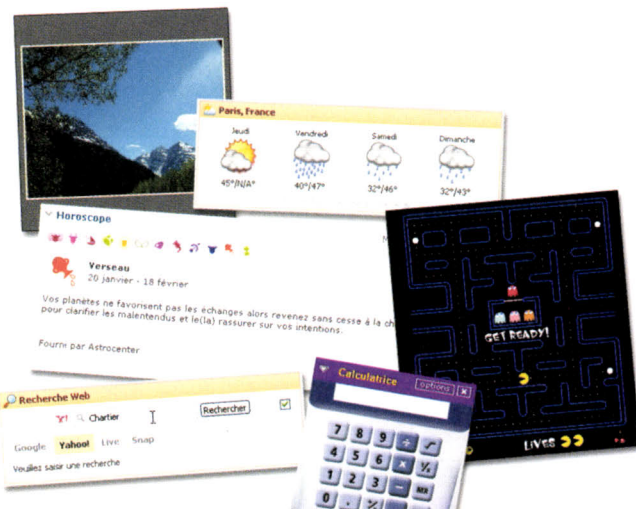 Paris, France
Jeudi Vendredi Samedi Dimanche
45°/N/A° 40°/47° 32°/46° 32°/43°
Horoscope
Verseau
20 janvier - 18 février
Vos planètes ne favorisent pas les échanges alors revenez sans cesse à la
pour clarifier les malentendus et le(la) rassurer sur vos intentions.
Fourni par Astrocenter
GET READY!
LIVES
Recherche Web
Y! Chartier Rechercher
Google Yahoo! Live Snap
Veuillez saisir une recherche
Calculatrice options x
7 8 9 ÷ √
4 5 6 × ⅟x
1 2 3 − MR
0 . ⁄